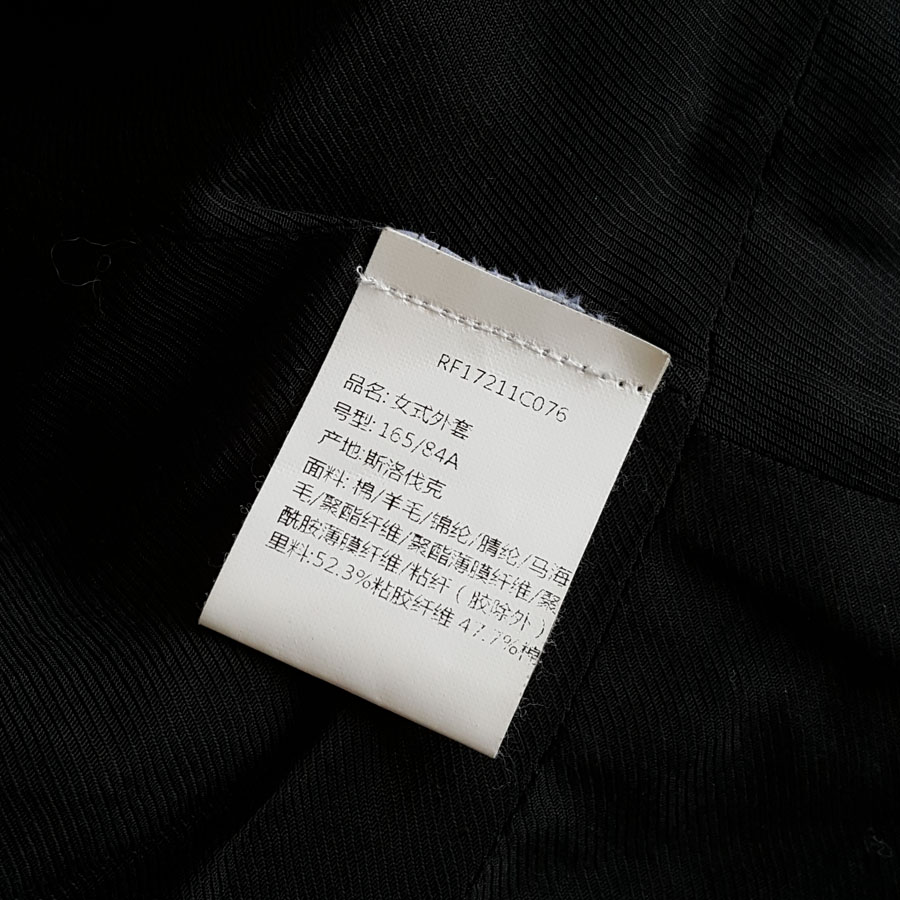 RF17211C076
品名: 女式外套
号型: 165/84A
产地:斯洛伐克
面料: 棉/羊毛/锦纶/腈纶/马海
毛/聚酯纤维/聚酯薄膜纤维/聚
酰胺薄膜纤维/粘纤（胶除外）
里料:52.3%粘胶纤维 47.7%棉